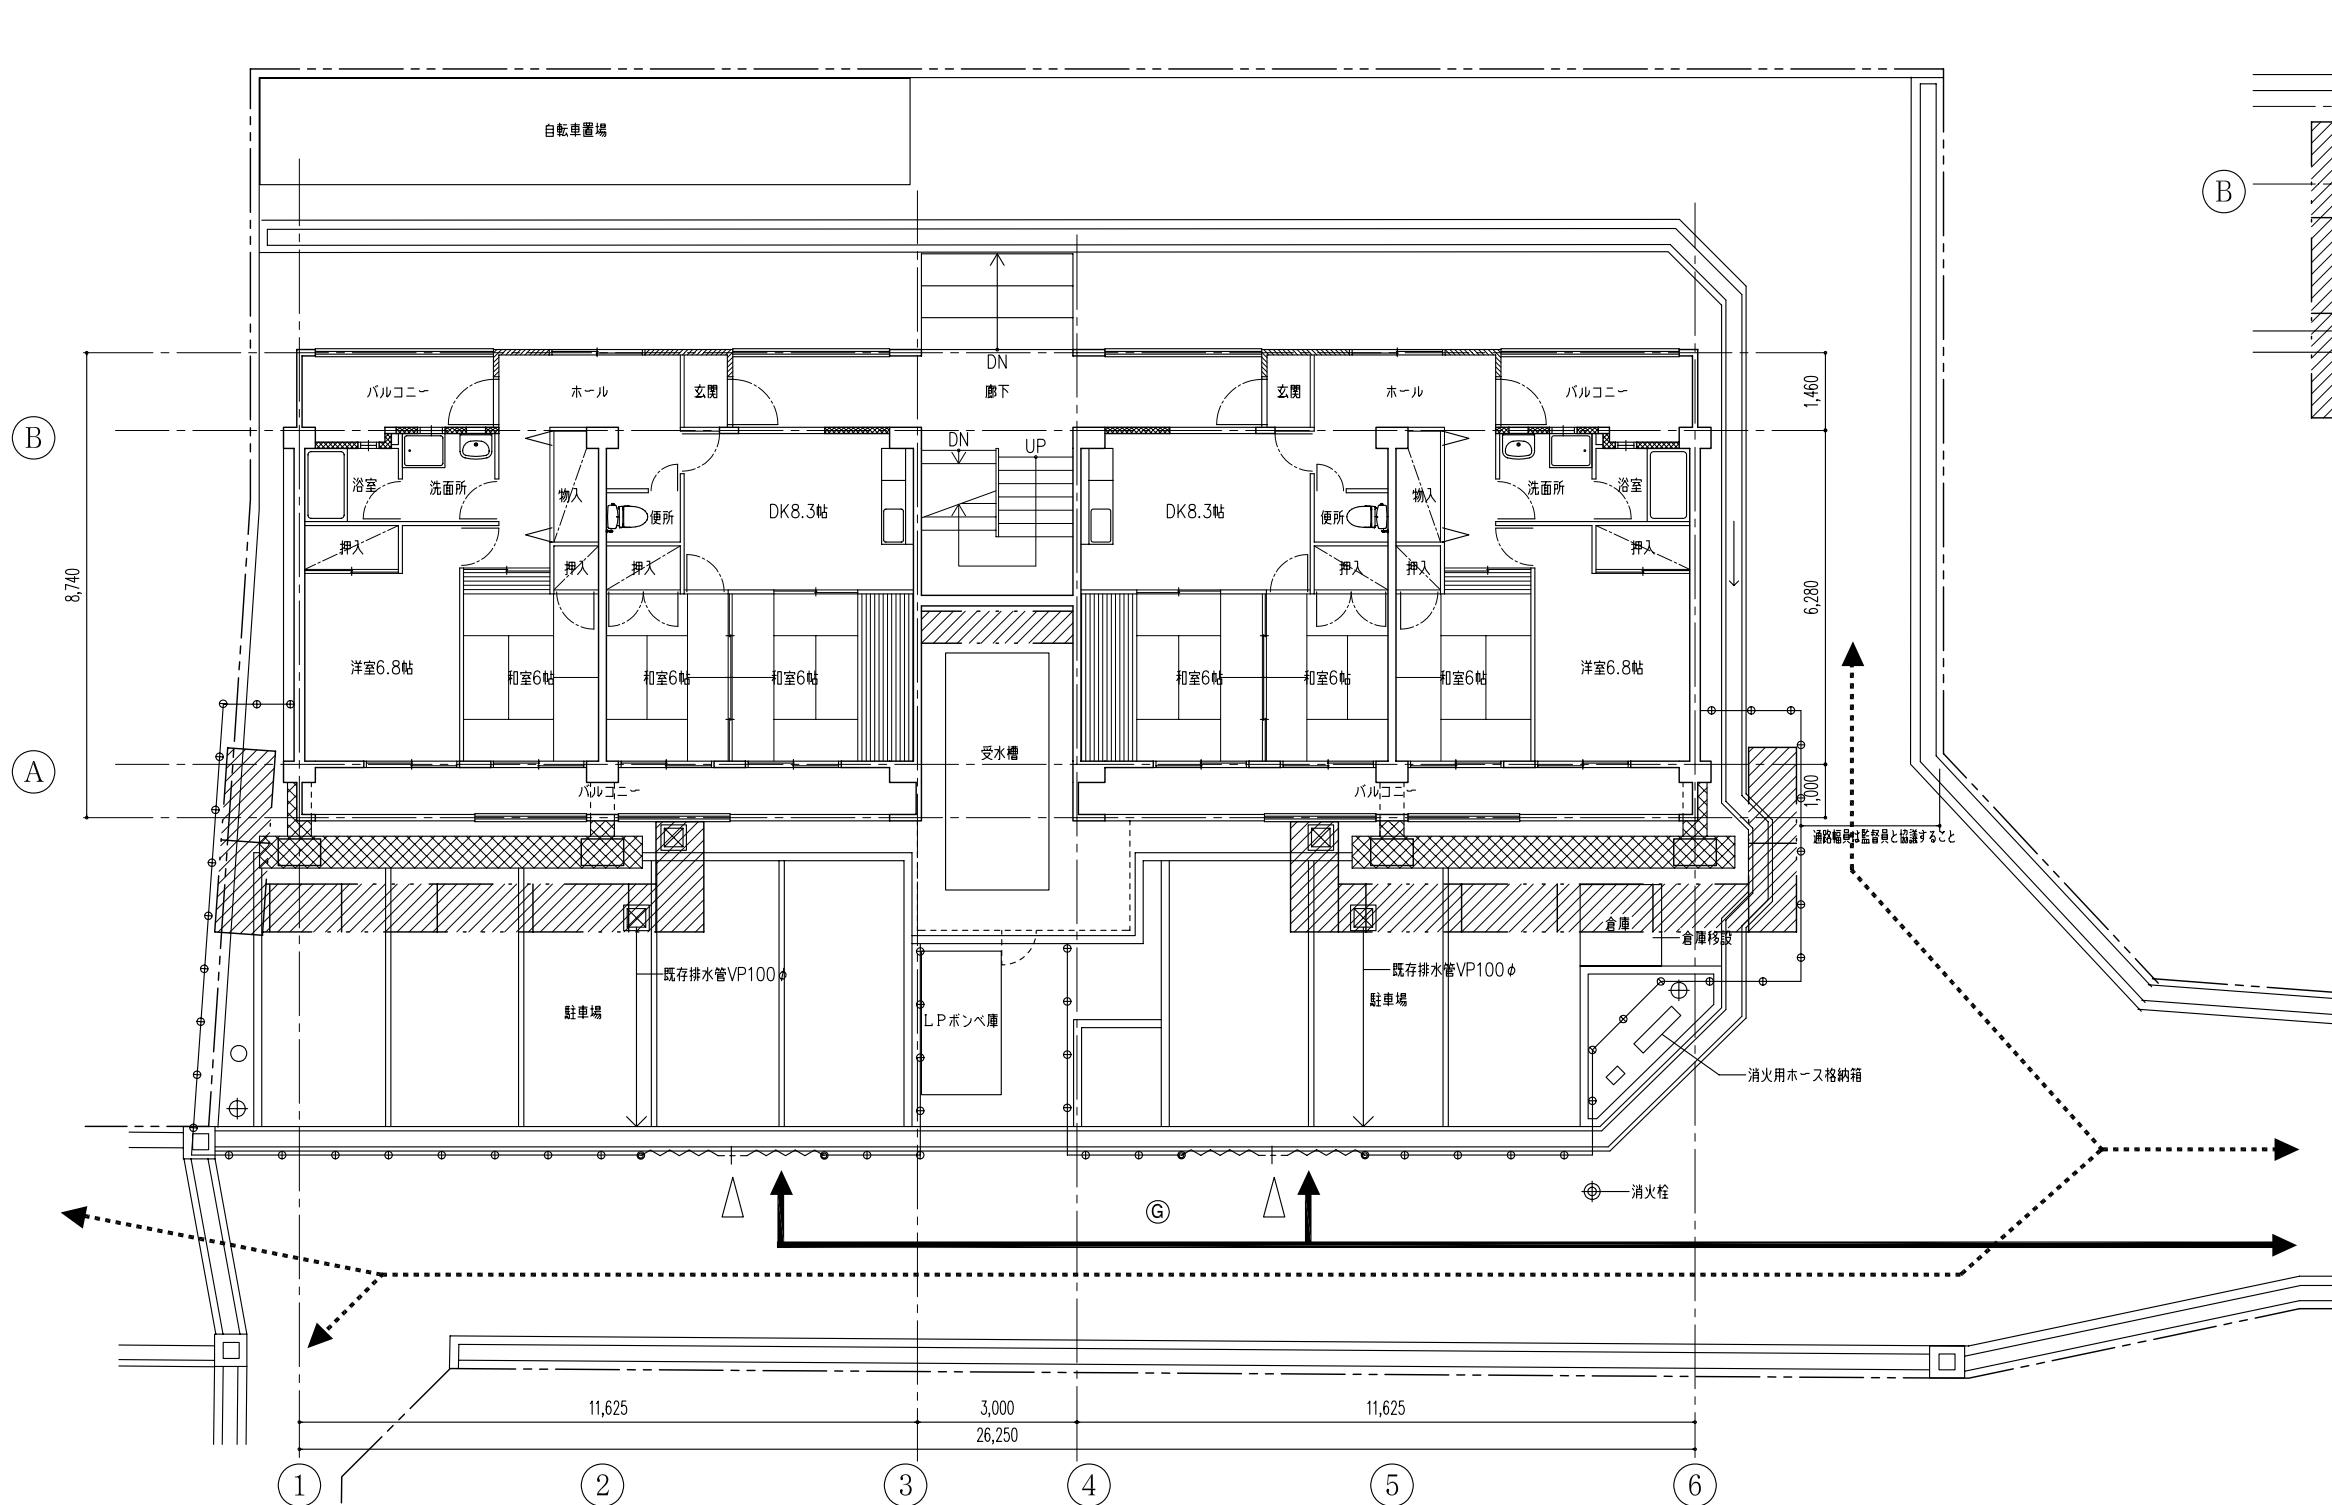 自転車置場
B
DN
バルコニー
ホール
玄関
廊下
玄関
ホール
バルコニー
1,460
B
DN
UP
浴室
洗面所
物入
便所
DK8.3帖
DK8.3帖
便所
物入
洗面所
浴室
押入
押入
押入
押入
押入
押入
8,740
6,280
洋室6.8帖
和室6帖
和室6帖
和室6帖
和室6帖
和室6帖
和室6帖
洋室6.8帖
受水槽
A
バルコニー
バルコニー
1,000
通路幅員は監督員と協議すること
倉庫
倉庫移設
既存排水管VP100φ
既存排水管VP100φ
駐車場
駐車場
LPボンベ庫
消火用ホース格納箱
消火栓
G
11,625
3,000
11,625
26,250
1
2
3
4
5
6